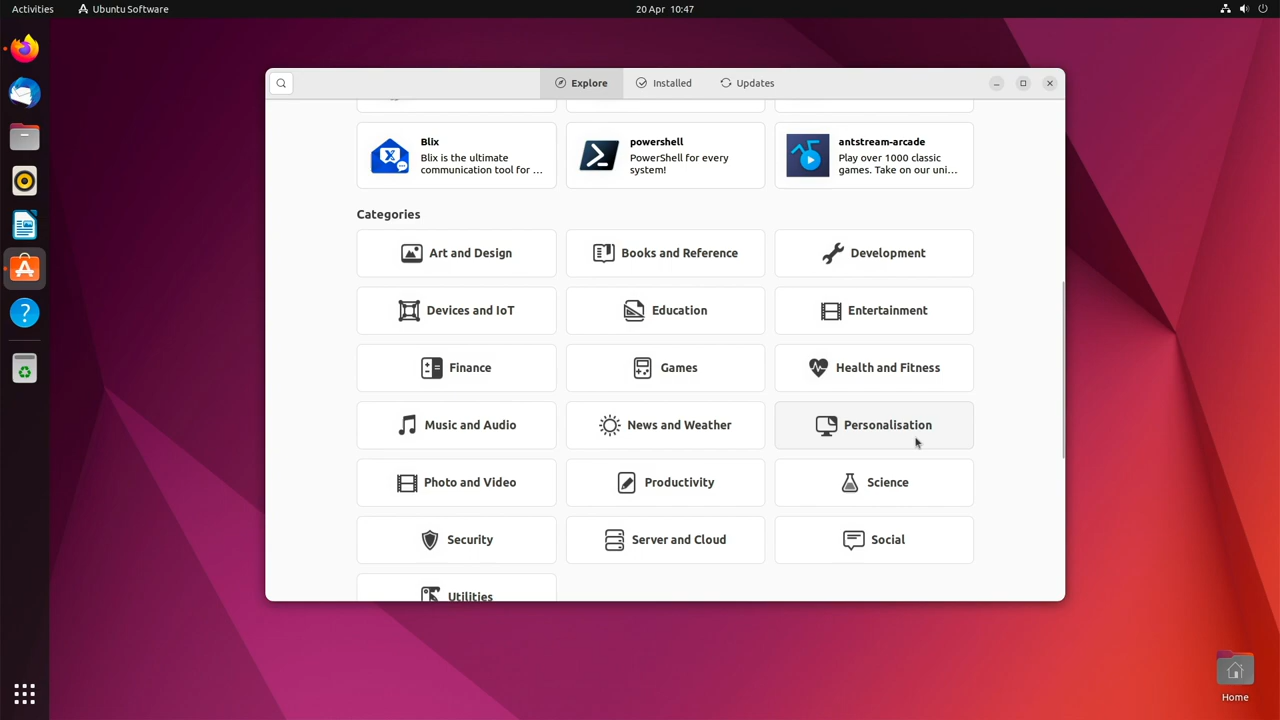 Activities
Ubuntu Software
20 Apr 10:47
Explore
Installed
Updates
Blix
Blix is the ultimate
communication tool for ...
powershell
PowerShell for every
system!
antstream-arcade
Play over 1000 classic
games. Take on our uni...
Categories
Art and Design
Books and Reference
Development
Devices and IoT
Education
Entertainment
Finance
Games
Health and Fitness
Music and Audio
News and Weather
Personalisation
Photo and Video
Productivity
Science
Security
Server and Cloud
Social
Utilities
Home